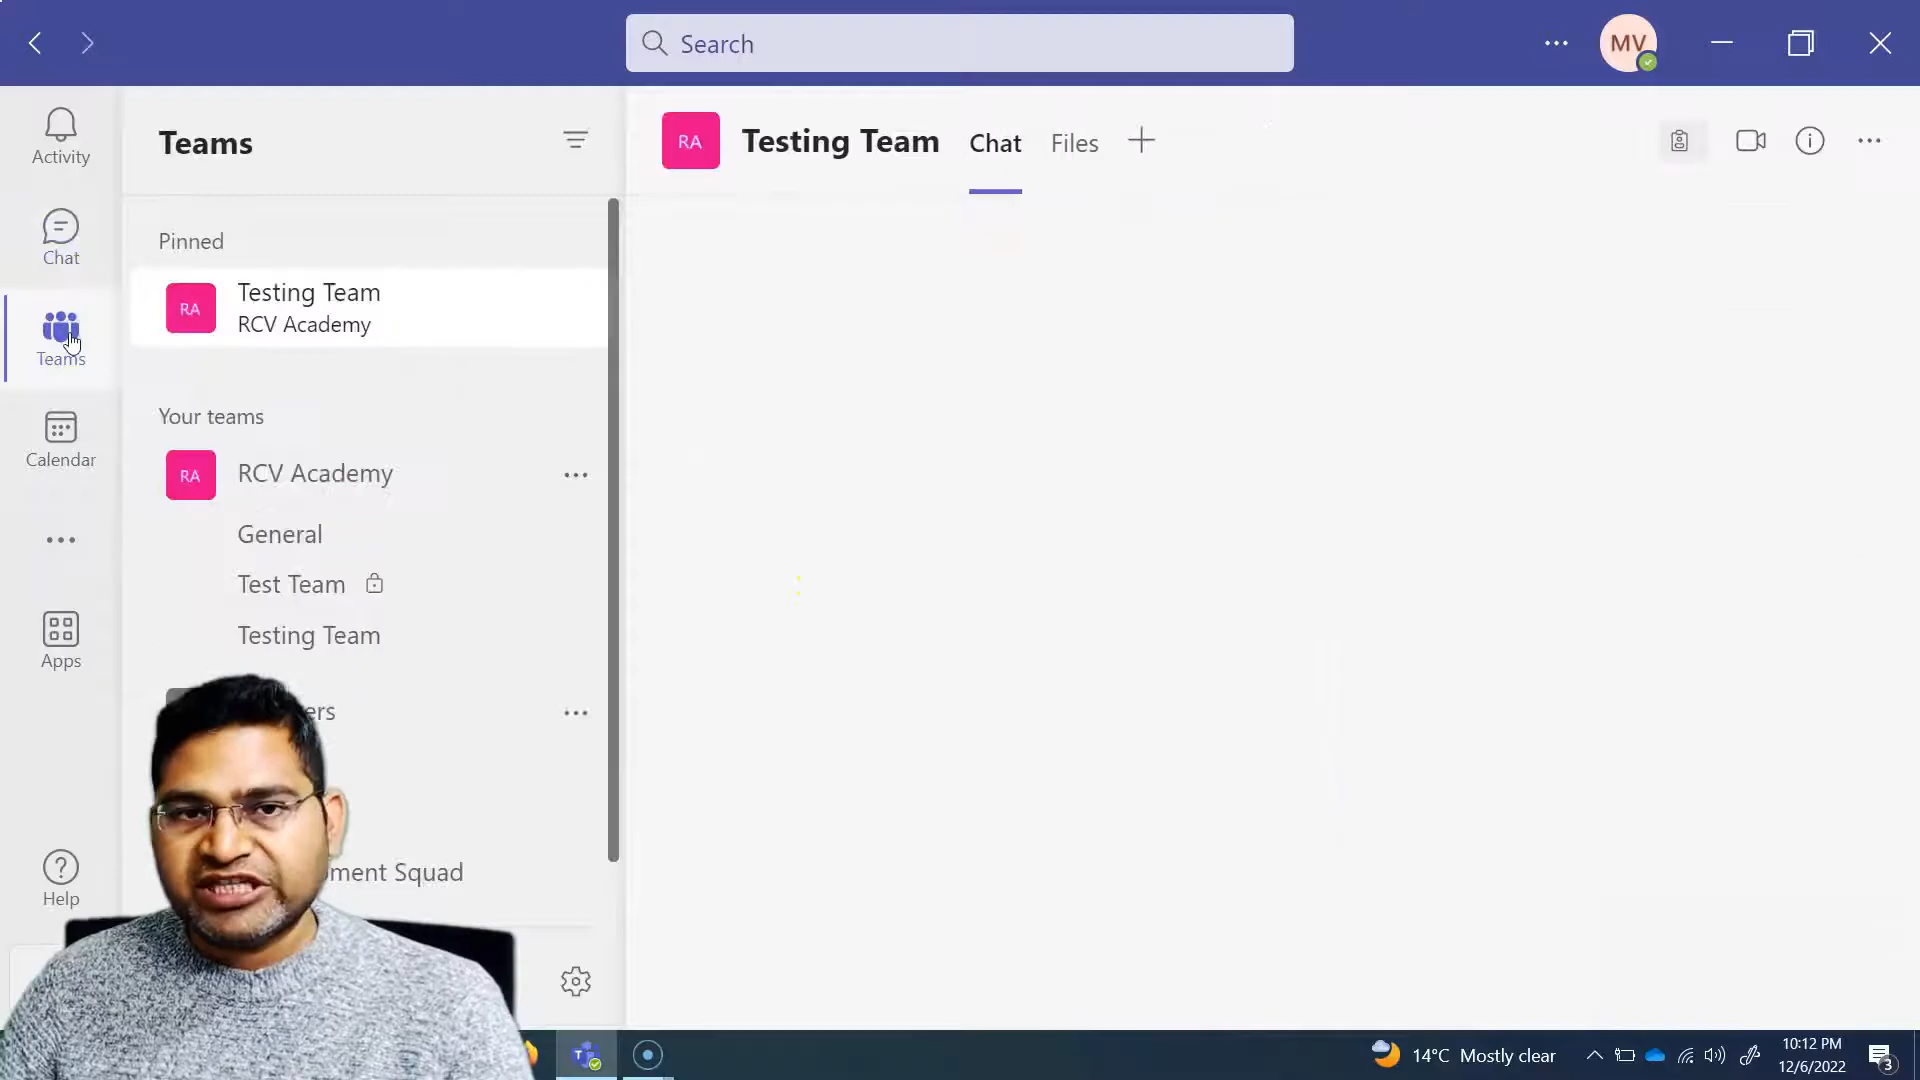 Search
MV
Activity
Chat
Teams
Calendar
Apps
Help
Teams
Pinned
RA
Testing Team
RCV Academy
Your teams
RA
RCV Academy
General
Test Team
Testing Team
ers
ment Squad
RA
Testing Team
Chat
Files
14°C Mostly clear
10:12 PM
12/6/2022
3